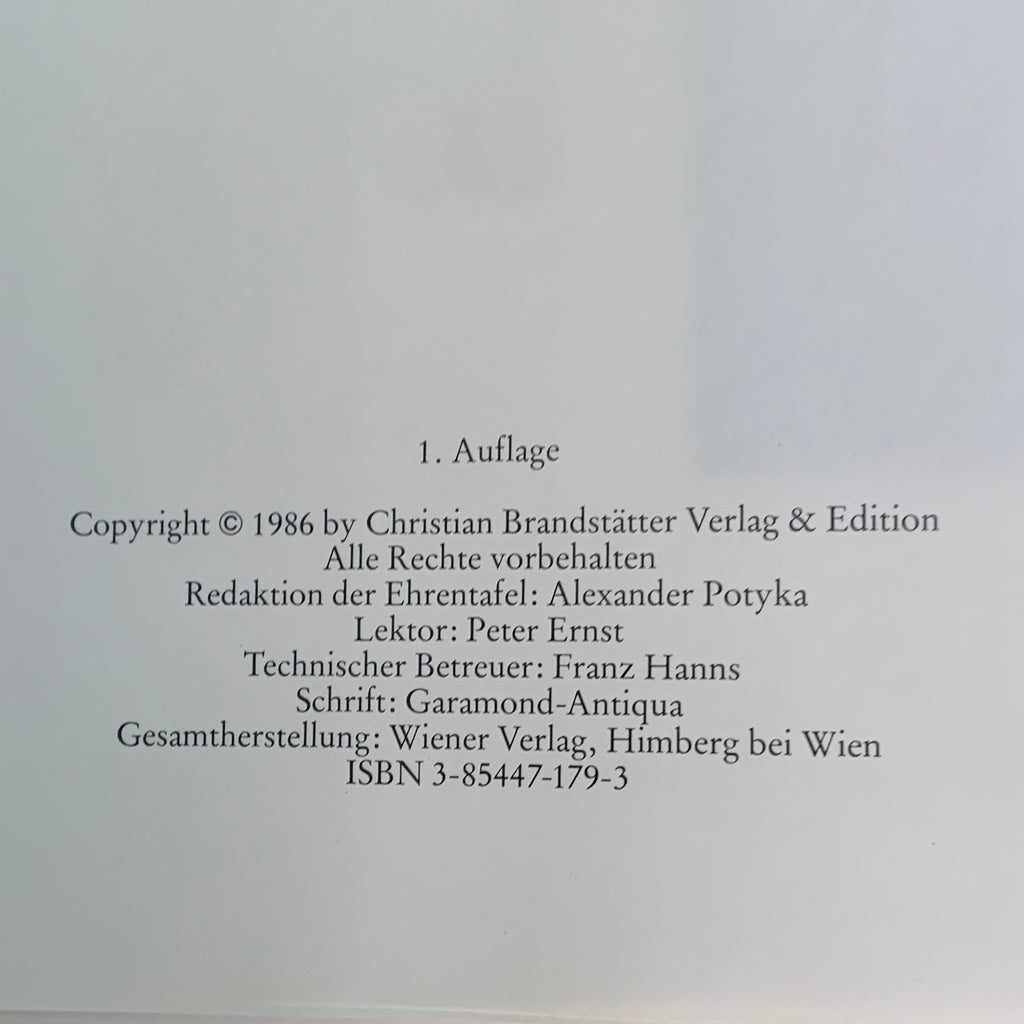 1. Auflage
Copyright © 1986 by Christian Brandstätter Verlag & Edition
Alle Rechte vorbehalten
Redaktion der Ehrentafel: Alexander Potyka
Lektor: Peter Ernst
Technischer Betreuer: Franz Hanns
Schrift: Garamond-Antiqua
Gesamtherstellung: Wiener Verlag, Himberg bei Wien
ISBN 3-85447-179-3